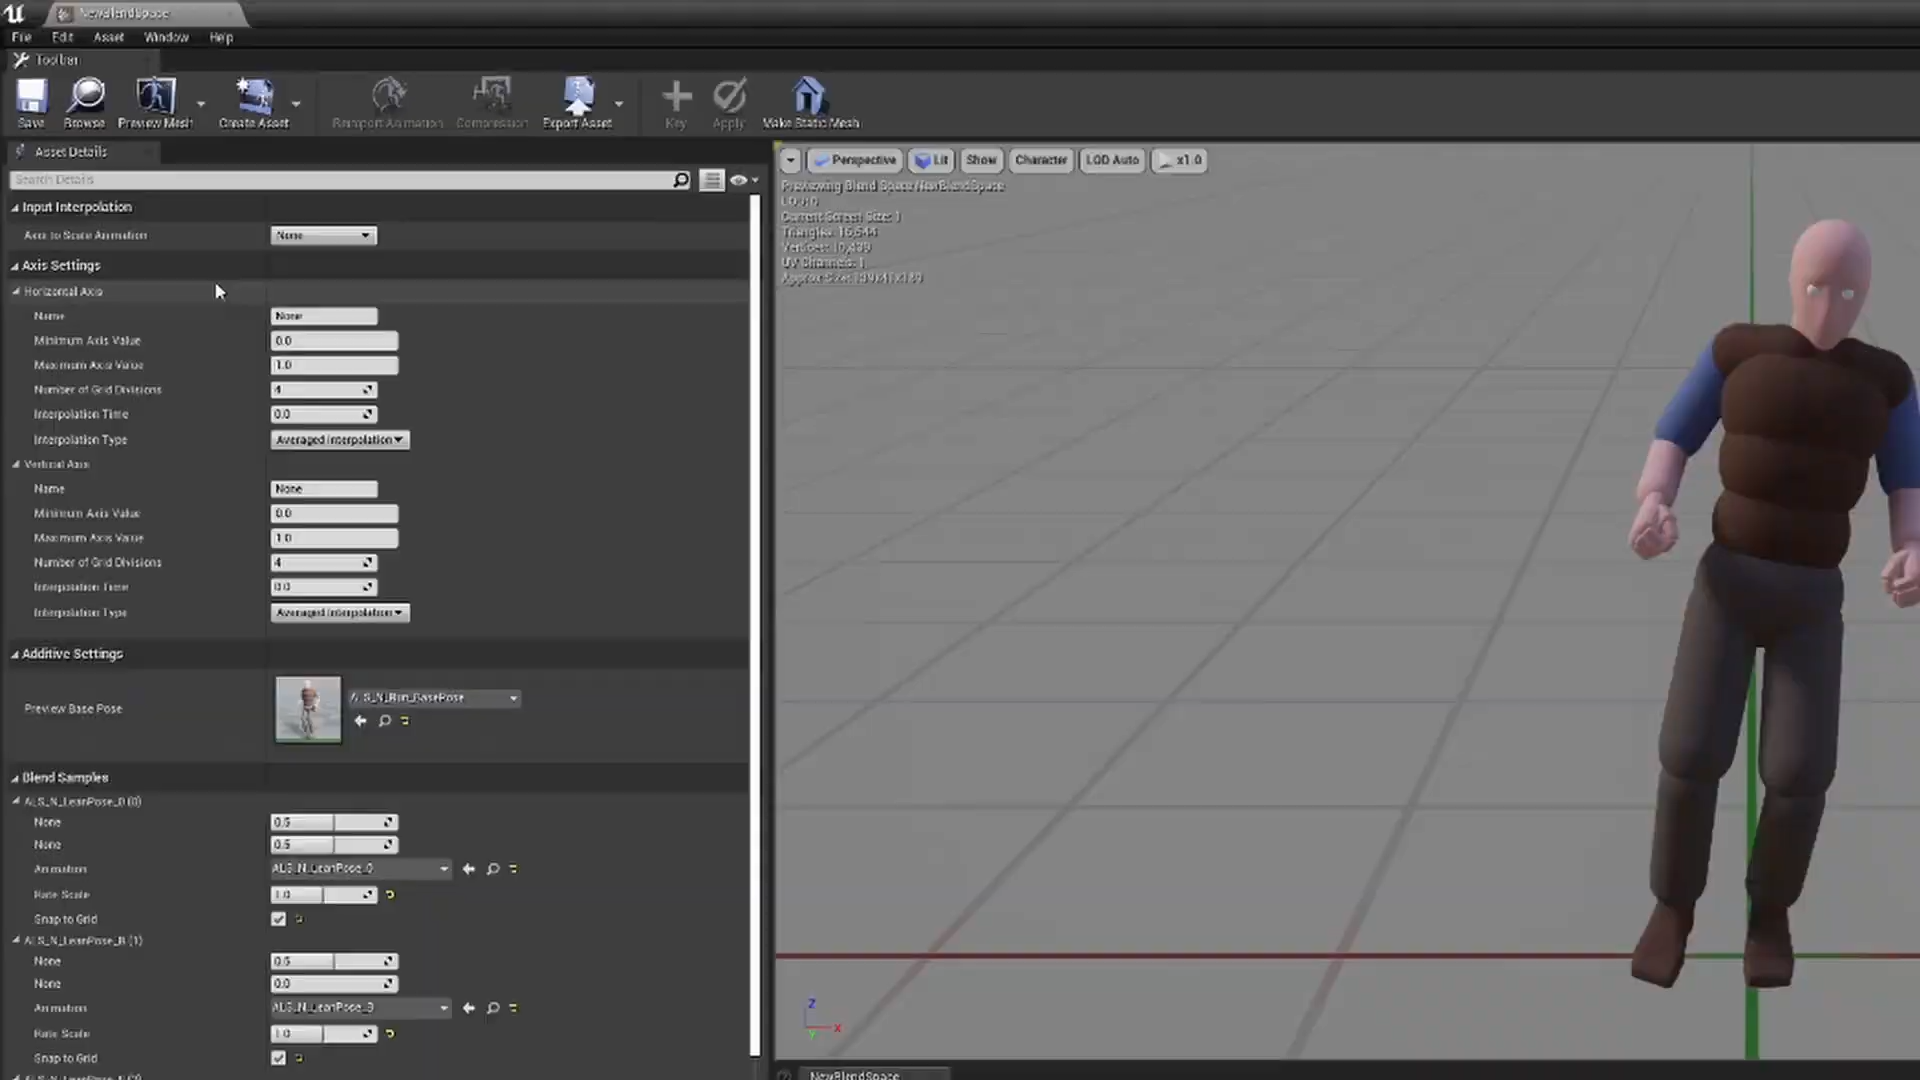 NewBlendSpace
File Edit Asset Window Help
Toolbar
Save Browse Preview Mesh Create Asset Reimport Animation Compression Export Asset Key Apply Make Static Mesh
Asset Details
Search Details
Perspective Lit Show Character LOD Auto x1.0
Previewing Blend Space NewBlendSpace
Current Screen Size: 1
Triangles:
Vertices:
UV Channels: 1
Approx Size:
Input Interpolation
Axis to Scale Animation None
Axis Settings
Horizontal Axis
Name None
Minimum Axis Value 0.0
Maximum Axis Value 1.0
Number of Grid Divisions 4
Interpolation Time 0.0
Interpolation Type Averaged Interpolation
Vertical Axis
Name None
Minimum Axis Value 0.0
Maximum Axis Value 1.0
Number of Grid Divisions 4
Interpolation Time 0.0
Interpolation Type Averaged Interpolation
Additive Settings
Preview Base Pose ALS_N_Run_BasePose
Blend Samples
ALS_N_LeanPose_0 (0)
None 0.5
None 0.5
Animation ALS_N_LeanPose_0
Rate Scale 1.0
Snap to Grid
ALS_N_LeanPose_B (1)
None 0.5
None 0.0
Animation ALS_N_LeanPose_B
Rate Scale 1.0
Snap to Grid
Z
X
Y
NewBlendSpace